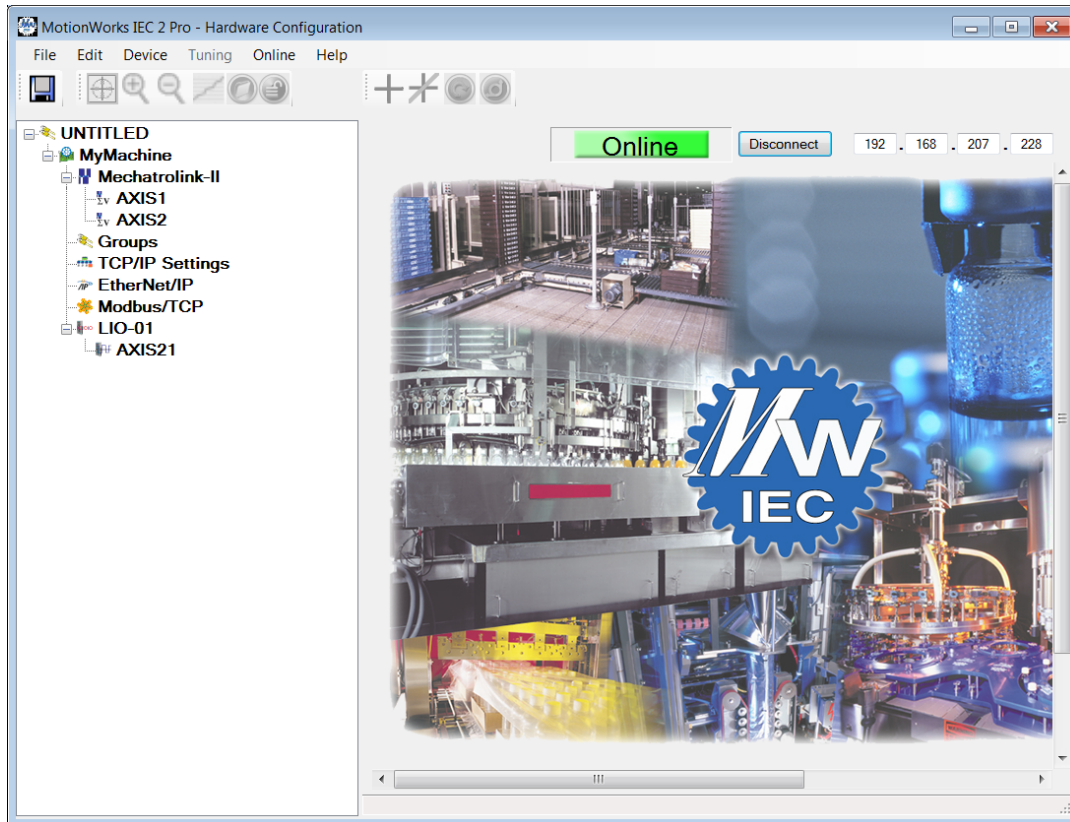 MotionWorks IEC 2 Pro - Hardware Configuration
File Edit Device Tuning Online Help
Online Disconnect 192 . 168 . 207 . 228
UNTITLED
MyMachine
Mechatrolink-II
AXIS1
AXIS2
Groups
TCP/IP Settings
EtherNet/IP
Modbus/TCP
LIO-01
AXIS21
MW
IEC